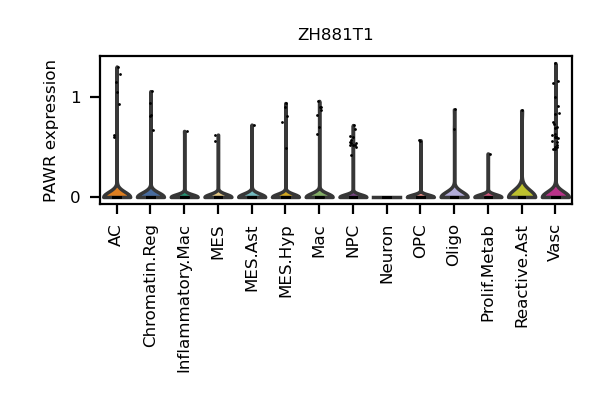 ZH881T1
PAWR expression
1
0
AC
Chromatin.Reg
Inflammatory.Mac
MES
MES.Ast
MES.Hyp
Mac
NPC
Neuron
OPC
Oligo
Prolif.Metab
Reactive.Ast
Vasc